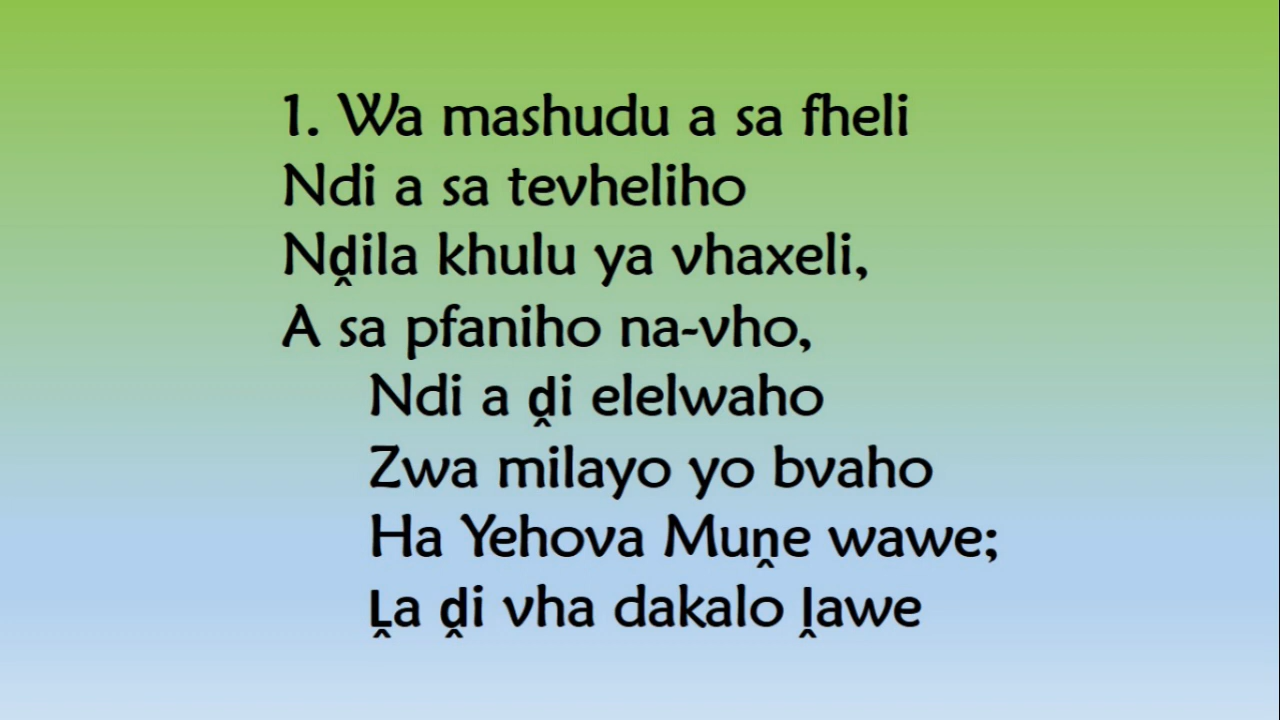 1. Wa mashudu a sa fheli
Ndi a sa tevheliho
Nḓila khulu ya vhaxeli,
A sa pfaniho na-vho,
Ndi a ḓi elelwaho
Zwa milayo yo bvaho
Ha Yehova Muṋe wawe;
Ḽa ḓi vha dakalo ḽawe